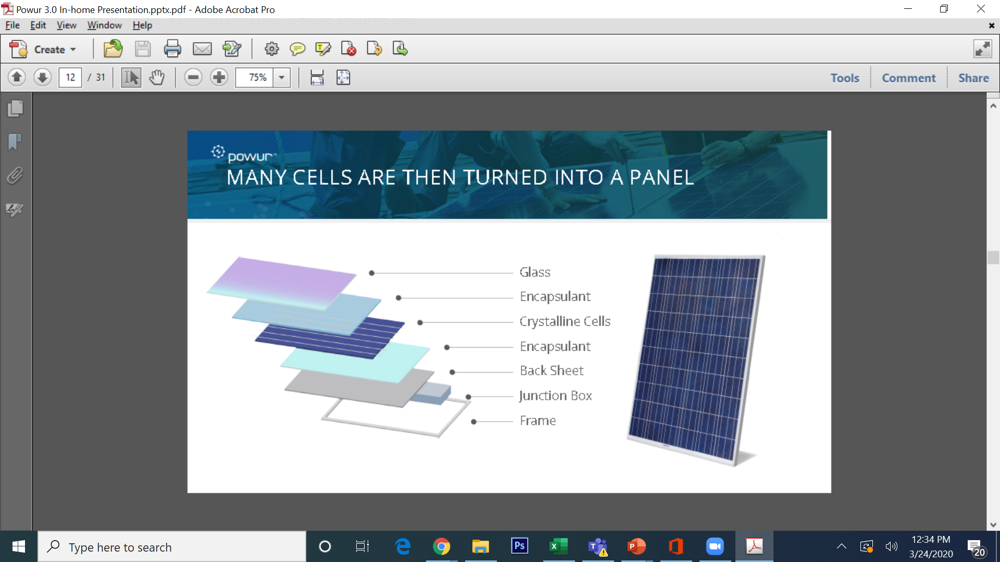 Powur 3.0 In-home Presentation.pptx.pdf - Adobe Acrobat Pro
File Edit View Window Help
Create
12 / 31 75% Tools Comment Share
powur™
MANY CELLS ARE THEN TURNED INTO A PANEL
Glass
Encapsulant
Crystalline Cells
Encapsulant
Back Sheet
Junction Box
Frame
Type here to search
Ps
12:34 PM
3/24/2020
20